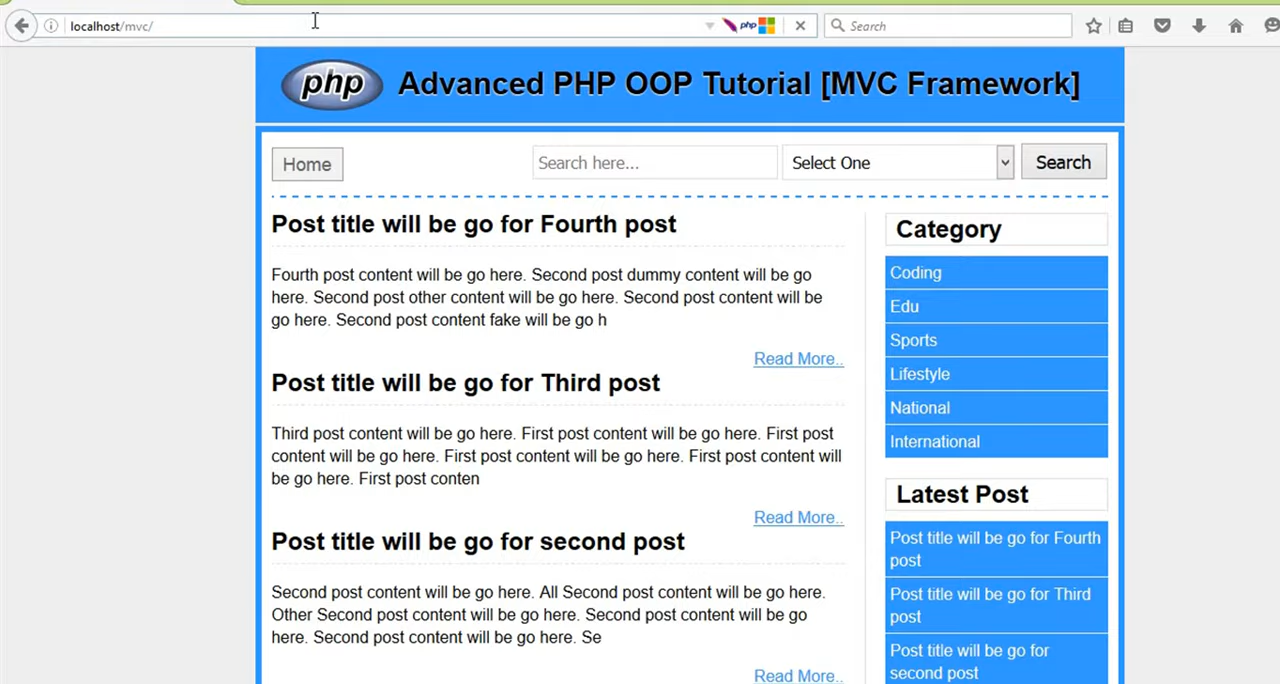 localhost/mvc/
php
Search
php Advanced PHP OOP Tutorial [MVC Framework]
Home
Search here...
Select One
Search
Post title will be go for Fourth post
Fourth post content will be go here. Second post dummy content will be go
here. Second post other content will be go here. Second post content will be
go here. Second post content fake will be go h
Read More..
Post title will be go for Third post
Third post content will be go here. First post content will be go here. First post
content will be go here. First post content will be go here. First post content will
be go here. First post conten
Read More..
Post title will be go for second post
Second post content will be go here. All Second post content will be go here.
Other Second post content will be go here. Second post content will be go
here. Second post content will be go here. Se
Read More..
Category
Coding
Edu
Sports
Lifestyle
National
International
Latest Post
Post title will be go for Fourth
post
Post title will be go for Third
post
Post title will be go for
second post